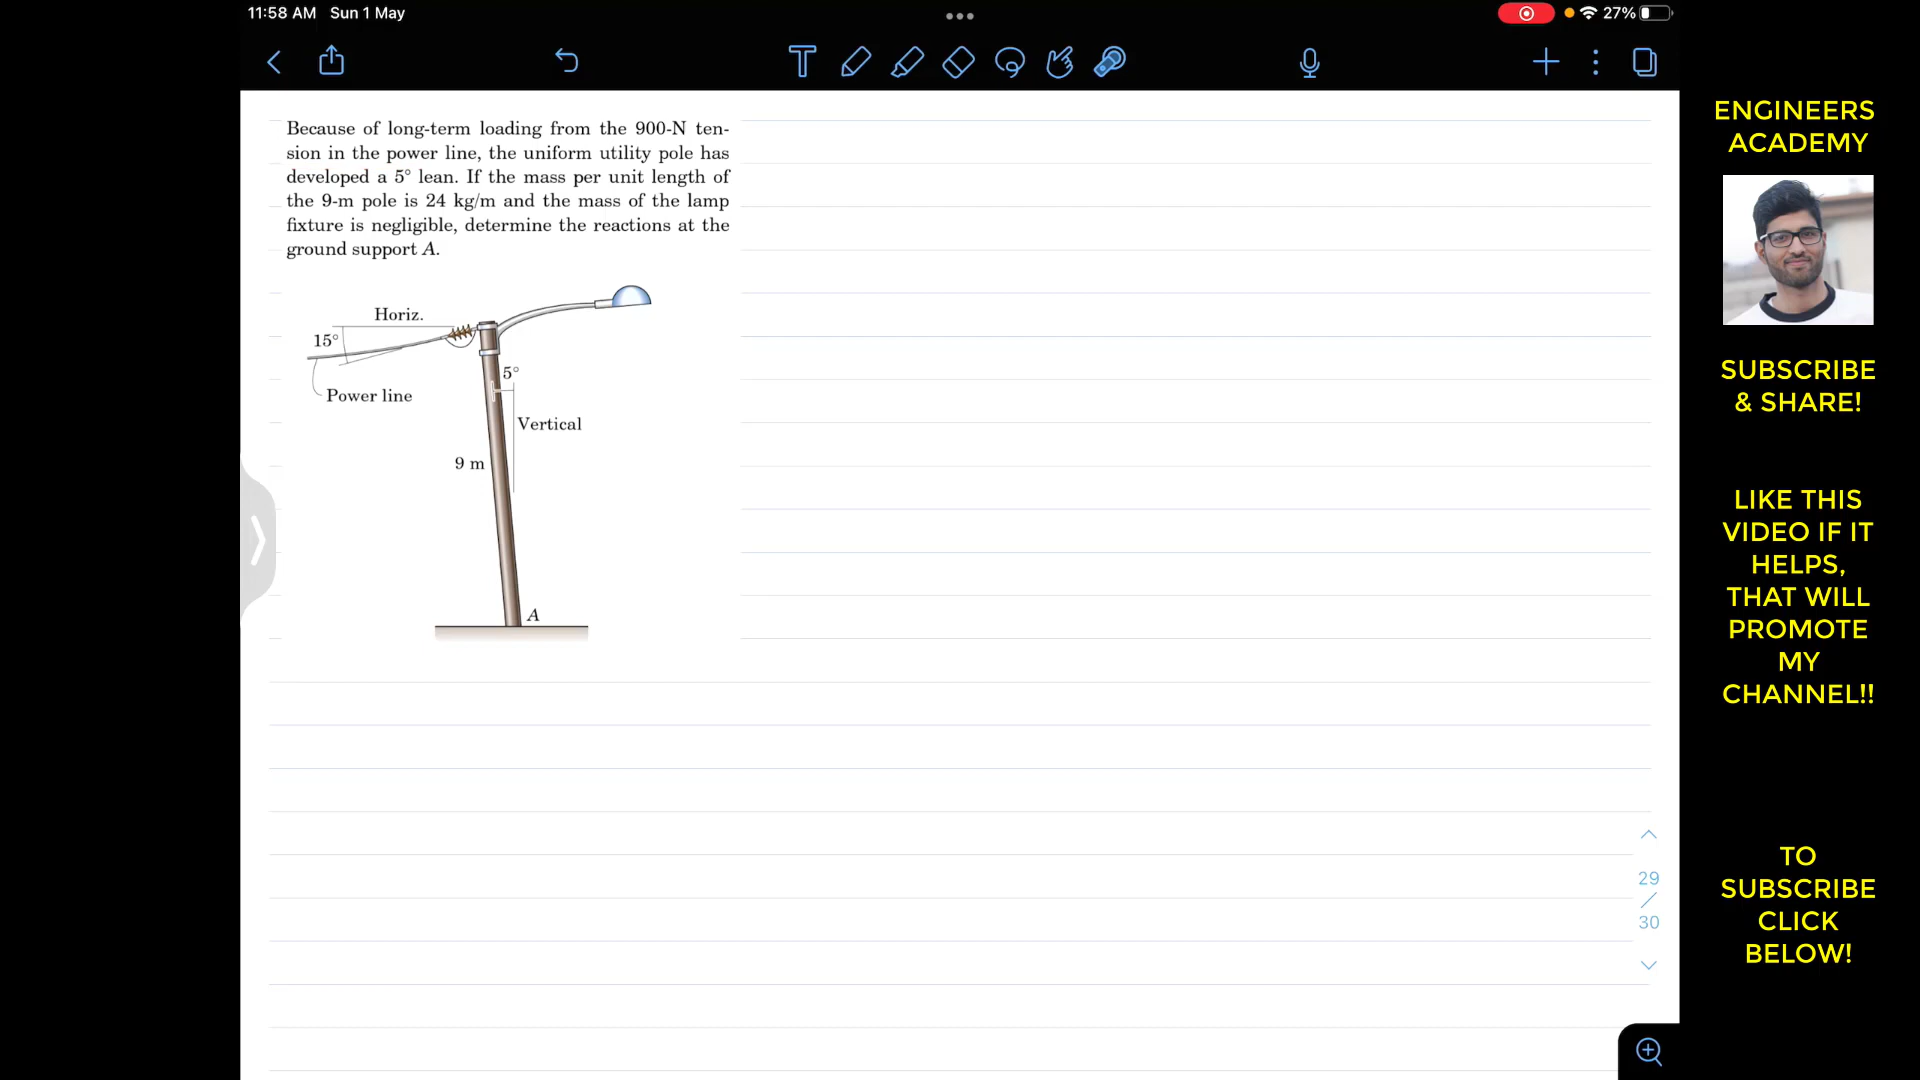 11:58 AM Sun 1 May
27%
Because of long-term loading from the 900-N ten-
sion in the power line, the uniform utility pole has
developed a 5° lean. If the mass per unit length of
the 9-m pole is 24 kg/m and the mass of the lamp
fixture is negligible, determine the reactions at the
ground support A.
Horiz.
15°
5°
Power line
Vertical
9 m
A
29
30
ENGINEERS
ACADEMY
SUBSCRIBE
& SHARE!
LIKE THIS
VIDEO IF IT
HELPS,
THAT WILL
PROMOTE
MY
CHANNEL!!
TO
SUBSCRIBE
CLICK
BELOW!